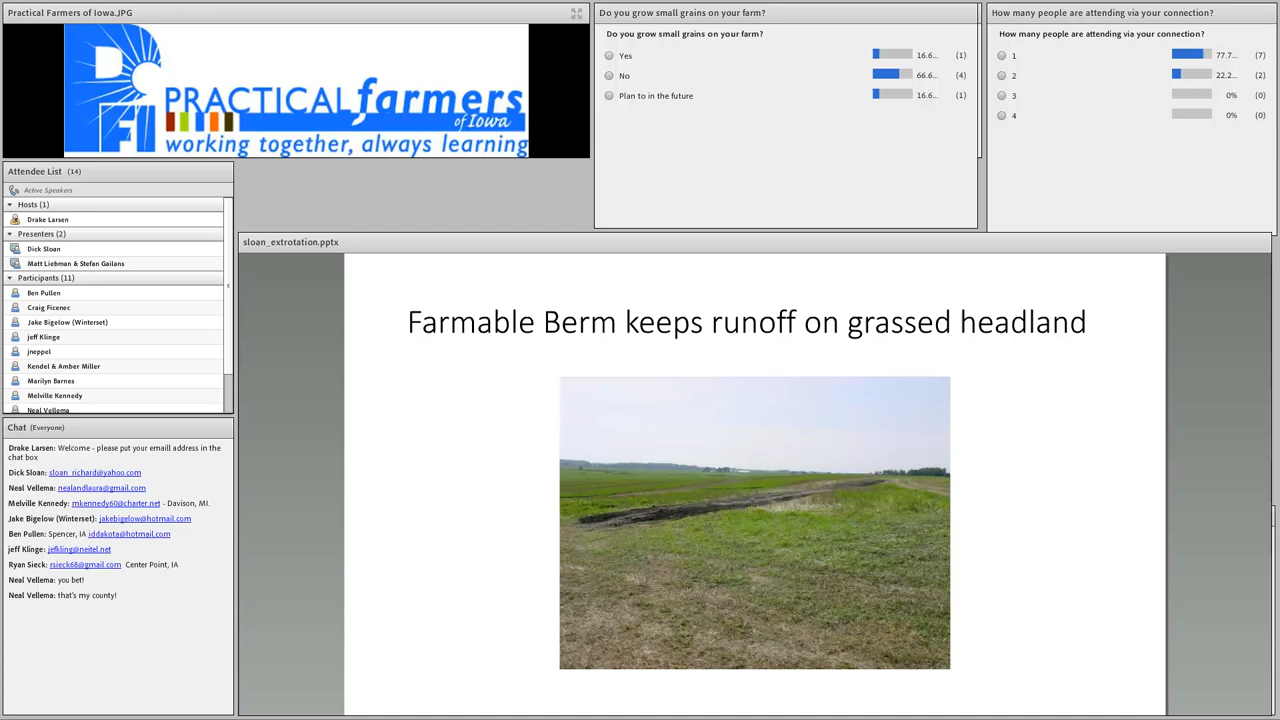 Practical Farmers of Iowa.JPG
PRACTICAL farmers
of Iowa
working together, always learning
Do you grow small grains on your farm?
Do you grow small grains on your farm?
Yes 16.6... (1)
No 66.6... (4)
Plan to in the future 16.6... (1)
How many people are attending via your connection?
How many people are attending via your connection?
1 77.7... (7)
2 22.2... (2)
3 0% (0)
4 0% (0)
Attendee List (14)
Active Speakers
Hosts (1)
Drake Larsen
Presenters (2)
Dick Sloan
Matt Liebman & Stefan Gailans
Participants (11)
Ben Pullen
Craig Ficenec
Jake Bigelow (Winterset)
jeff Klinge
jneppel
Kendel & Amber Miller
Marilyn Barnes
Melville Kennedy
Neal Vellema
Chat (Everyone)
Drake Larsen: Welcome - please put your emaill address in the
chat box
Dick Sloan: sloan_richard@yahoo.com
Neal Vellema: nealandlaura@gmail.com
Melville Kennedy: mkennedy60@charter.net - Davison, MI.
Jake Bigelow (Winterset): jakebigelow@hotmail.com
Ben Pullen: Spencer, IA iddakota@hotmail.com
jeff Klinge: jefkling@neitel.net
Ryan Sieck: rsieck68@gmail.com Center Point, IA
Neal Vellema: you bet!
Neal Vellema: that's my county!
sloan_extrotation.pptx
Farmable Berm keeps runoff on grassed headland